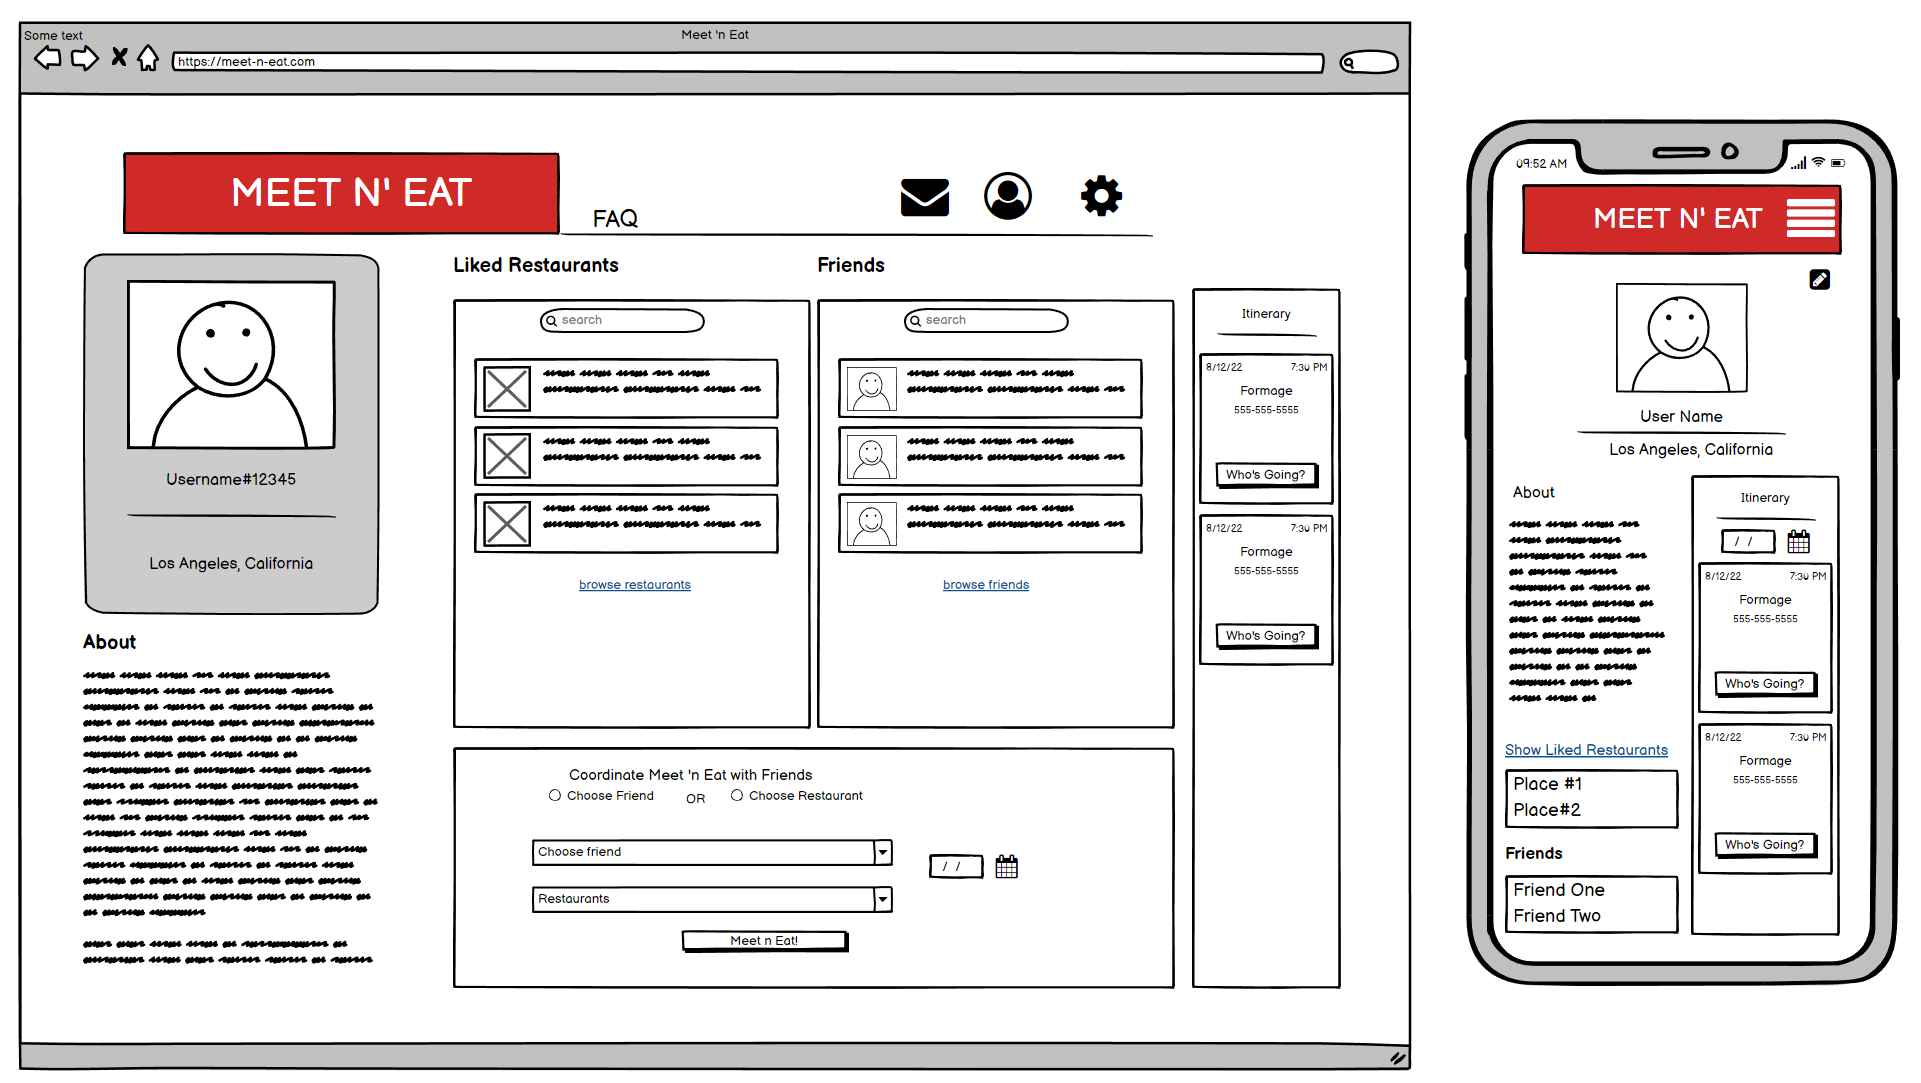 Some text
Meet 'n Eat
https://meet-n-eat.com
MEET N' EAT
FAQ
Username#12345
Los Angeles, California
About
Liked Restaurants
search
browse restaurants
Friends
search
browse friends
Coordinate Meet 'n Eat with Friends
Choose Friend
OR
Choose Restaurant
Choose friend
/ /
Restaurants
Meet n Eat!
Itinerary
8/12/22 7:30 PM
Formage
555-555-5555
Who's Going?
8/12/22 7:30 PM
Formage
555-555-5555
Who's Going?
09:52 AM
MEET N' EAT
User Name
Los Angeles, California
About
Show Liked Restaurants
Place #1
Place#2
Friends
Friend One
Friend Two
Itinerary
/ /
8/12/22 7:30 PM
Formage
555-555-5555
Who's Going?
8/12/22 7:30 PM
Formage
555-555-5555
Who's Going?